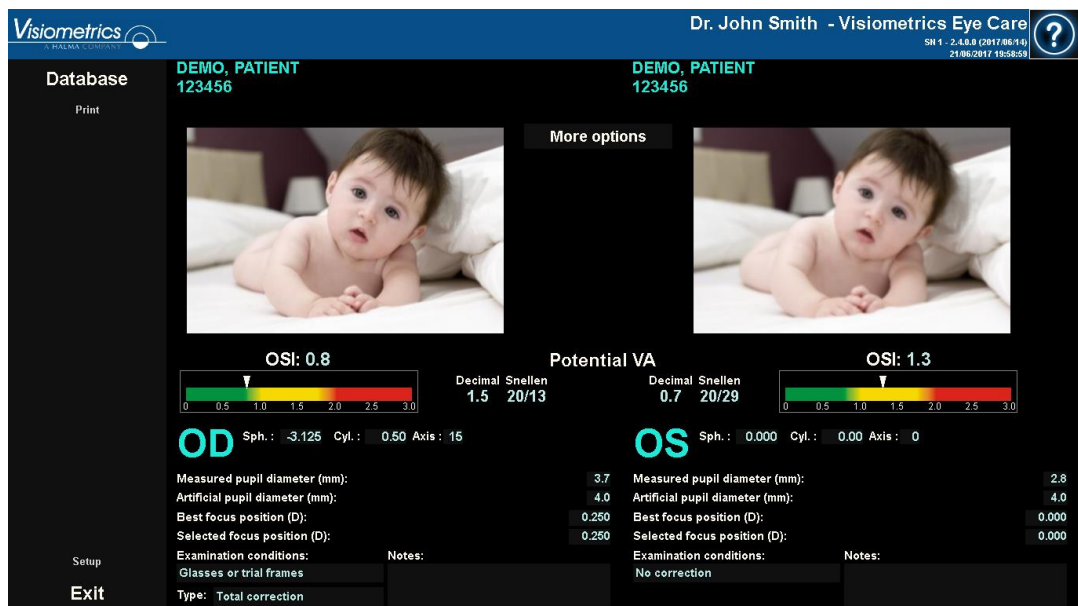 Visiometrics
A HALMA COMPANY
Dr. John Smith - Visiometrics Eye Care
SN 1 - 2.4.0.0 (2017/06/14)
21/06/2017 19:58:59
?
Database
Print
Setup
Exit
DEMO, PATIENT
123456
DEMO, PATIENT
123456
More options
OSI: 0.8
Potential VA
OSI: 1.3
Decimal Snellen
1.5 20/13
Decimal Snellen
0.7 20/29
0 0.5 1.0 1.5 2.0 2.5 3.0
0 0.5 1.0 1.5 2.0 2.5 3.0
OD Sph. : -3.125 Cyl. : 0.50 Axis : 15
Measured pupil diameter (mm): 3.7
Artificial pupil diameter (mm): 4.0
Best focus position (D): 0.250
Selected focus position (D): 0.250
Examination conditions: Notes:
Glasses or trial frames
Type: Total correction
OS Sph. : 0.000 Cyl. : 0.00 Axis : 0
Measured pupil diameter (mm): 2.8
Artificial pupil diameter (mm): 4.0
Best focus position (D): 0.000
Selected focus position (D): 0.000
Examination conditions: Notes:
No correction